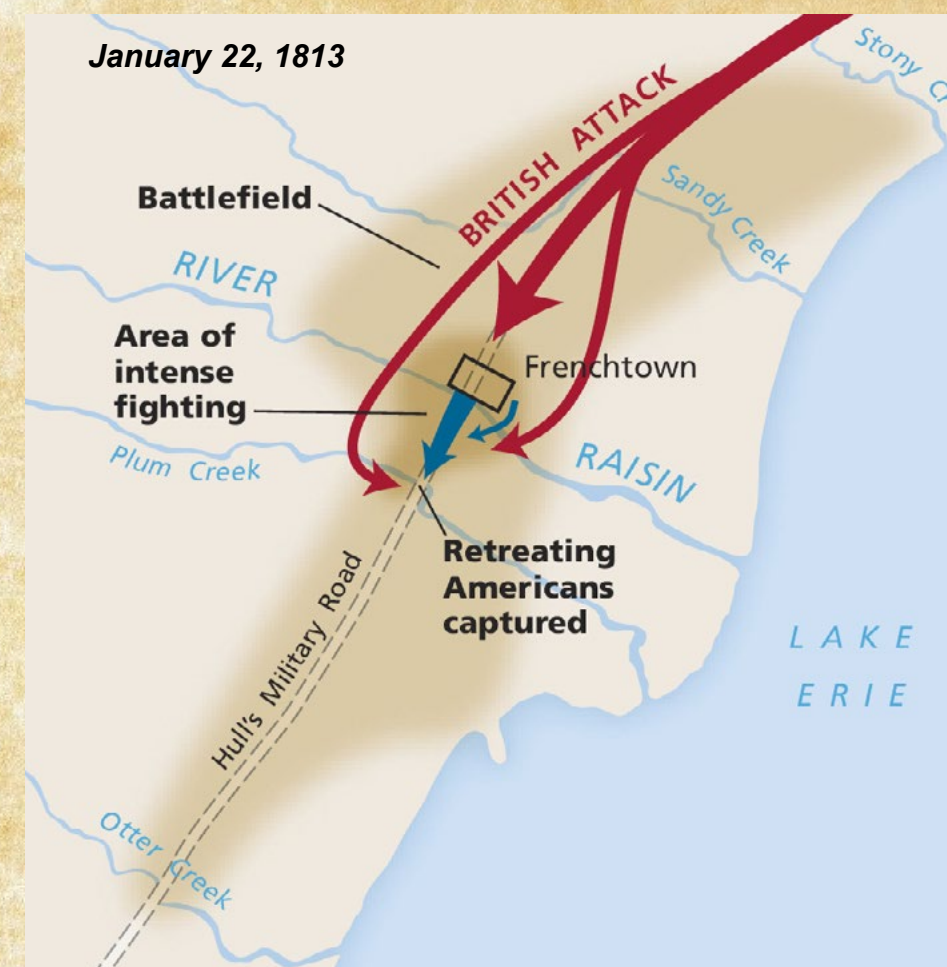 January 22, 1813
Stony Cr
BRITISH ATTACK
Battlefield
Sandy Creek
RIVER
Area of
intense
fighting
Frenchtown
Plum Creek
RAISIN
Retreating
Americans
captured
Hull's Military Road
LAKE
ERIE
Otter Creek